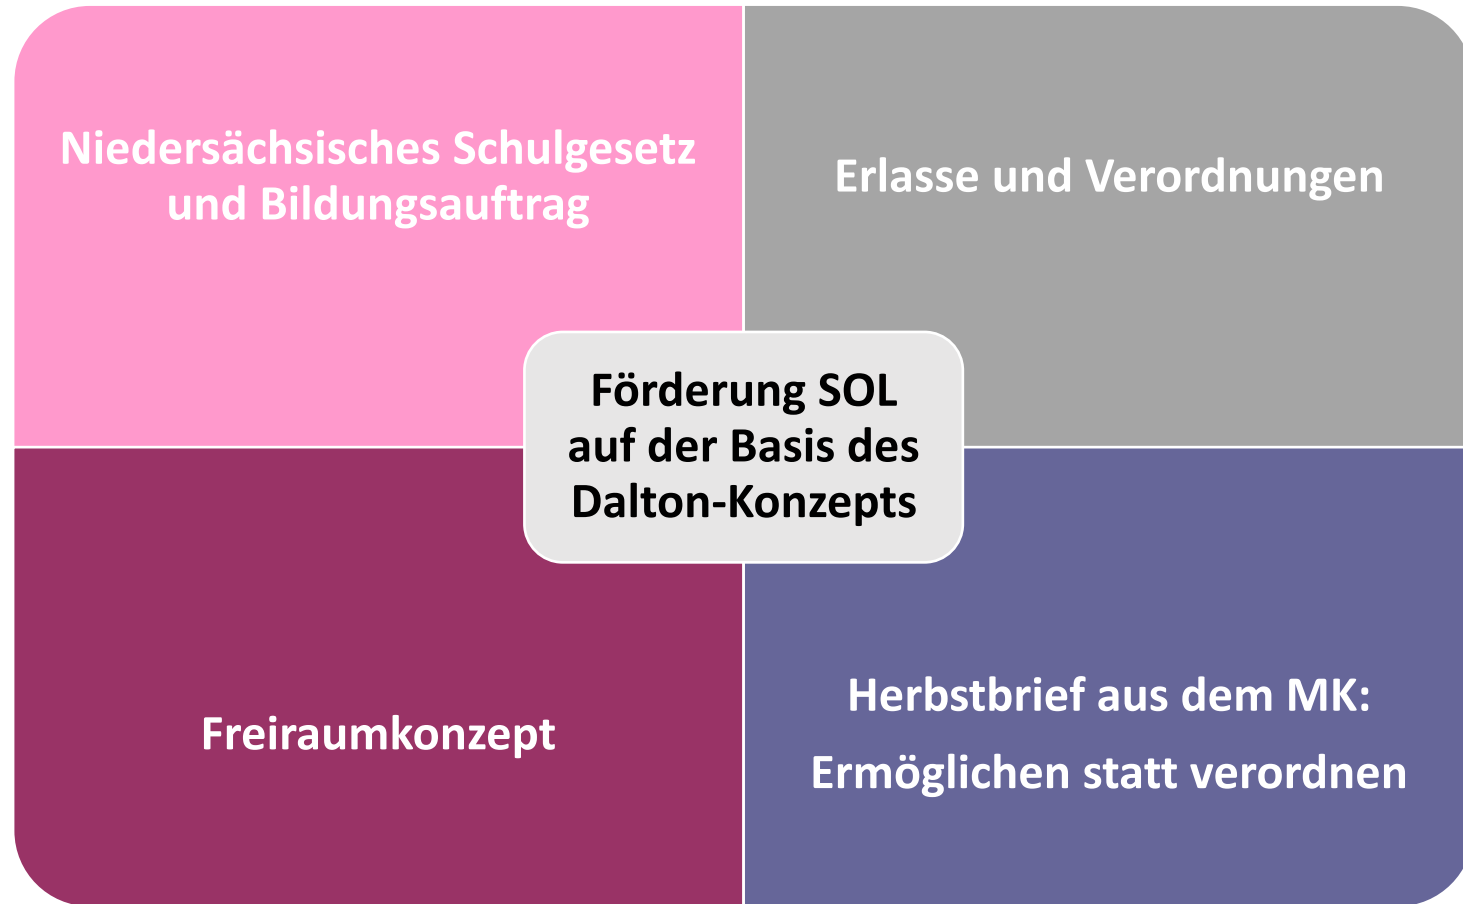 Niedersächsisches Schulgesetz
und Bildungsauftrag
Erlasse und Verordnungen
Förderung SOL
auf der Basis des
Dalton-Konzepts
Freiraumkonzept
Herbstbrief aus dem MK:
Ermöglichen statt verordnen